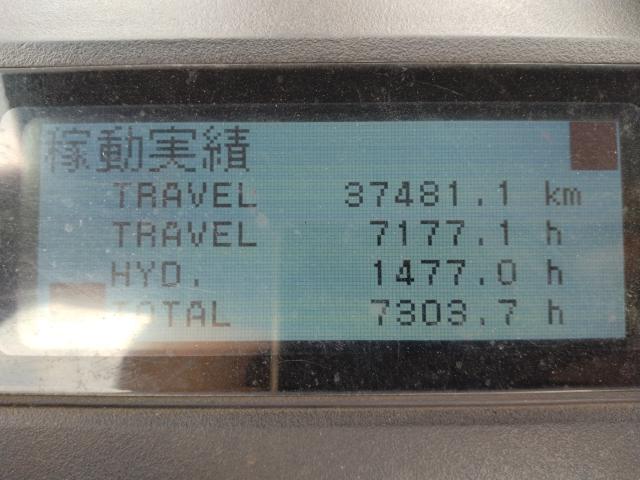 稼動実績
TRAVEL 37481.1 km
TRAVEL 7177.1 h
HYD. 1477.0 h
TOTAL 7303.7 h